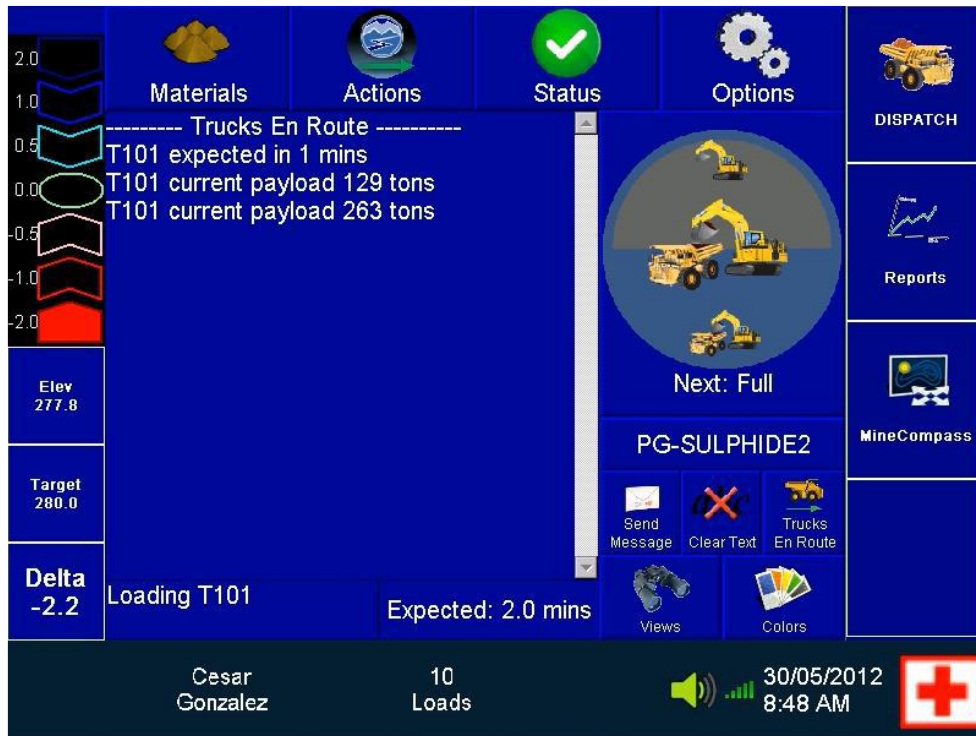 Materials
Actions
Status
Options
DISPATCH
2.0
1.0
0.5
0.0
-0.5
-1.0
-2.0
--------- Trucks En Route ----------
T101 expected in 1 mins
T101 current payload 129 tons
T101 current payload 263 tons
Reports
Next: Full
Elev
277.8
PG-SULPHIDE2
MineCompass
Target
280.0
Send
Message
abc
Clear Text
Trucks
En Route
Delta
-2.2
Loading T101
Expected: 2.0 mins
Views
Colors
Cesar
Gonzalez
10
Loads
30/05/2012
8:48 AM